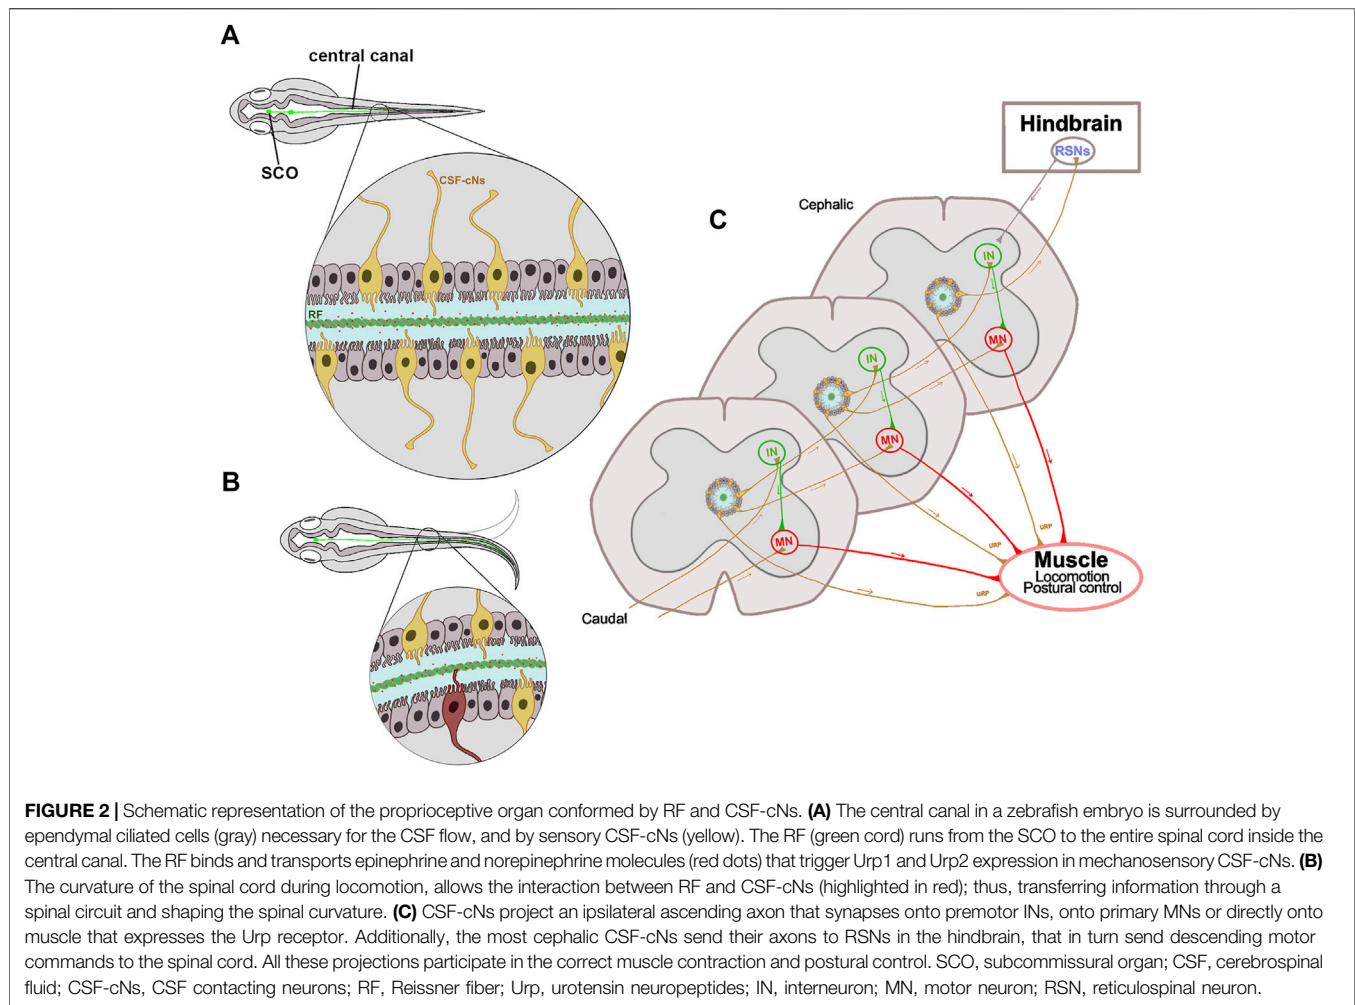 A
central canal
SCO
CSF-cNs
RF
B
C
Hindbrain
RSNs
Cephalic
IN
MN
IN
MN
IN
MN
URP
URP
URP
Muscle
Locomotion
Postural control
Caudal
FIGURE 2 | Schematic representation of the proprioceptive organ conformed by RF and CSF-cNs. (A) The central canal in a zebrafish embryo is surrounded by
ependymal ciliated cells (gray) necessary for the CSF flow, and by sensory CSF-cNs (yellow). The RF (green cord) runs from the SCO to the entire spinal cord inside the
central canal. The RF binds and transports epinephrine and norepinephrine molecules (red dots) that trigger Urp1 and Urp2 expression in mechanosensory CSF-cNs. (B)
The curvature of the spinal cord during locomotion, allows the interaction between RF and CSF-cNs (highlighted in red); thus, transferring information through a
spinal circuit and shaping the spinal curvature. (C) CSF-cNs project an ipsilateral ascending axon that synapses onto premotor INs, onto primary MNs or directly onto
muscle that expresses the Urp receptor. Additionally, the most cephalic CSF-cNs send their axons to RSNs in the hindbrain, that in turn send descending motor
commands to the spinal cord. All these projections participate in the correct muscle contraction and postural control. SCO, subcommissural organ; CSF, cerebrospinal
fluid; CSF-cNs, CSF contacting neurons; RF, Reissner fiber; Urp, urotensin neuropeptides; IN, interneuron; MN, motor neuron; RSN, reticulospinal neuron.